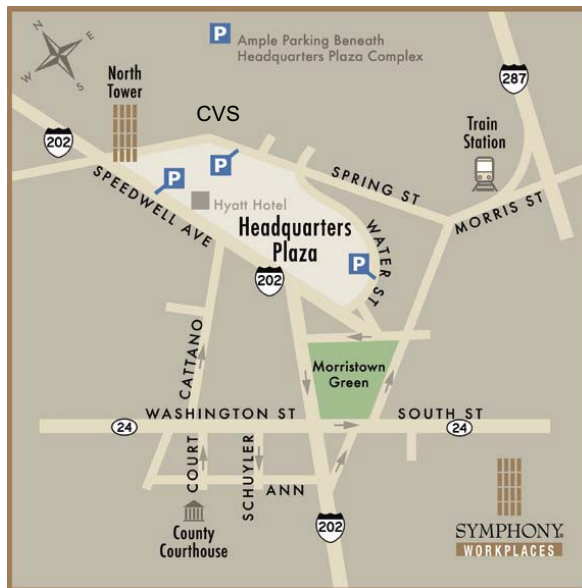 N
E
W
S
P
Ample Parking Beneath
Headquarters Plaza Complex
North
Tower
CVS
287
202
Train
Station
P
P
SPEEDWELL AVE
SPRING ST
MORRIS ST
Hyatt Hotel
Headquarters
Plaza
WATER ST
P
202
CATTANO
Morristown
Green
WASHINGTON ST
SOUTH ST
24
24
COURT
SCHUYLER
ANN
County
Courthouse
202
SYMPHONY
WORKPLACES